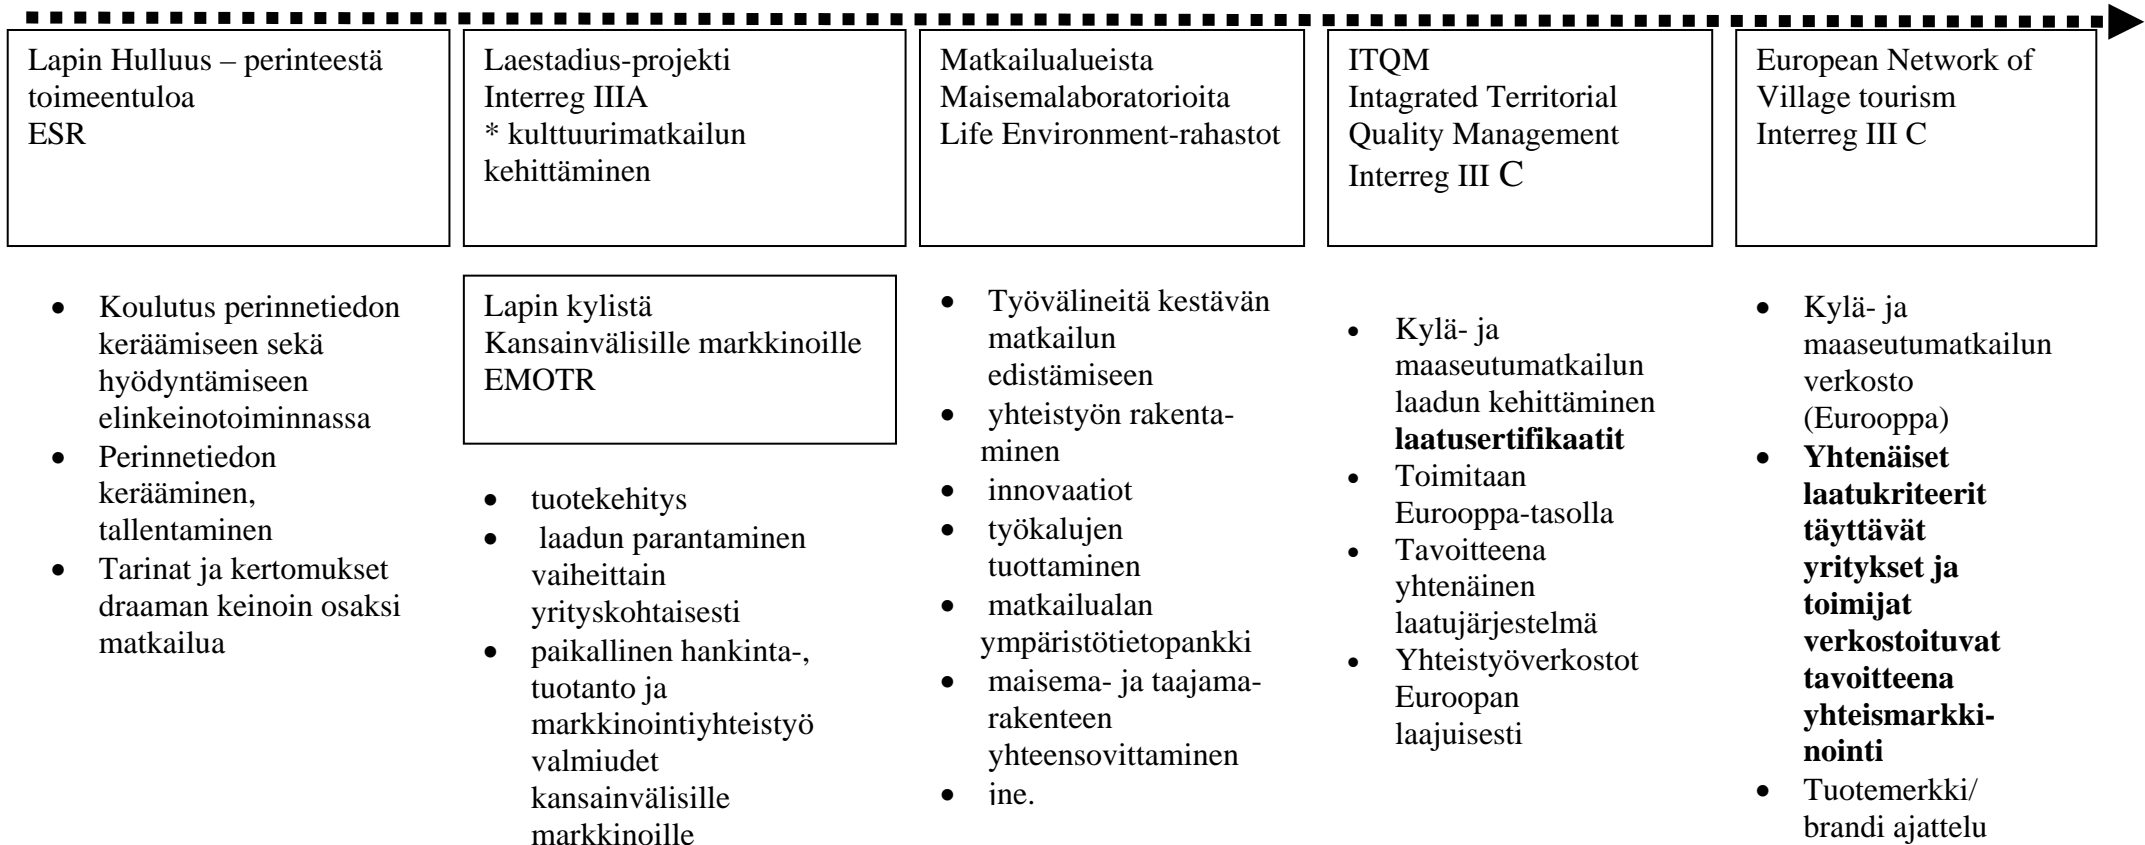 Lapin Hulluus – perinteestä
toimeentuloa
ESR
Laestadius-projekti
Interreg IIIA
* kulttuurimatkailun
kehittäminen
Matkailualueista
Maisemalaboratorioita
Life Environment-rahastot
ITQM
Intagrated Territorial
Quality Management
Interreg III C
European Network of
Village tourism
Interreg III C
• Koulutus perinnetiedon
keräämiseen sekä
hyödyntämiseen
elinkeinotoiminnassa
• Perinnetiedon
kerääminen,
tallentaminen
• Tarinat ja kertomukset
draaman keinoin osaksi
matkailua
Lapin kylistä
Kansainvälisille markkinoille
EMOTR
• tuotekehitys
• laadun parantaminen
vaiheittain
yrityskohtaisesti
• paikallinen hankinta-,
tuotanto ja
markkinointiyhteistyö
valmiudet
kansainvälisille
markkinoille
• Työvälineitä kestävän
matkailun
edistämiseen
• yhteistyön rakenta-
minen
• innovaatiot
• työkalujen
tuottaminen
• matkailualan
ympäristötietopankki
• maisema- ja taajama-
rakenteen
yhteensovittaminen
• jne.
• Kylä- ja
maaseutumatkailun
laadun kehittäminen
laatusertifikaatit
• Toimitaan
Eurooppa-tasolla
• Tavoitteena
yhtenäinen
laatujärjestelmä
• Yhteistyöverkostot
Euroopan
laajuisesti
• Kylä- ja
maaseutumatkailun
verkosto
(Eurooppa)
• Yhtenäiset
laatukriteerit
täyttävät
yritykset ja
toimijat
verkostoituvat
tavoitteena
yhteismarkki-
nointi
• Tuotemerkki/
brandi ajattelu